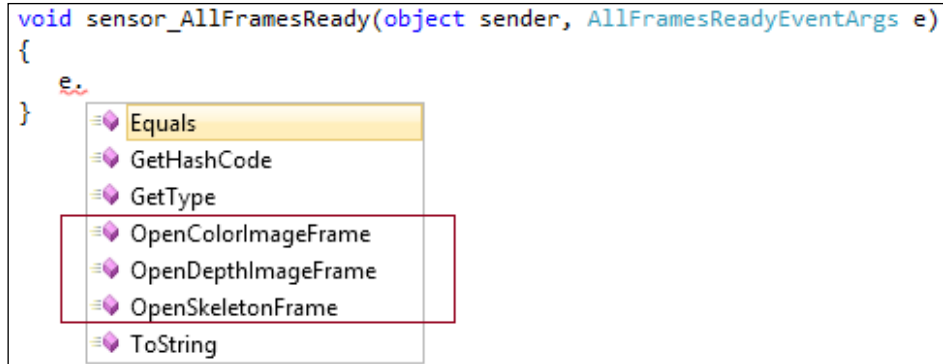 void sensor_AllFramesReady(object sender, AllFramesReadyEventArgs e)
{
e.
}
Equals
GetHashCode
GetType
OpenColorImageFrame
OpenDepthImageFrame
OpenSkeletonFrame
ToString